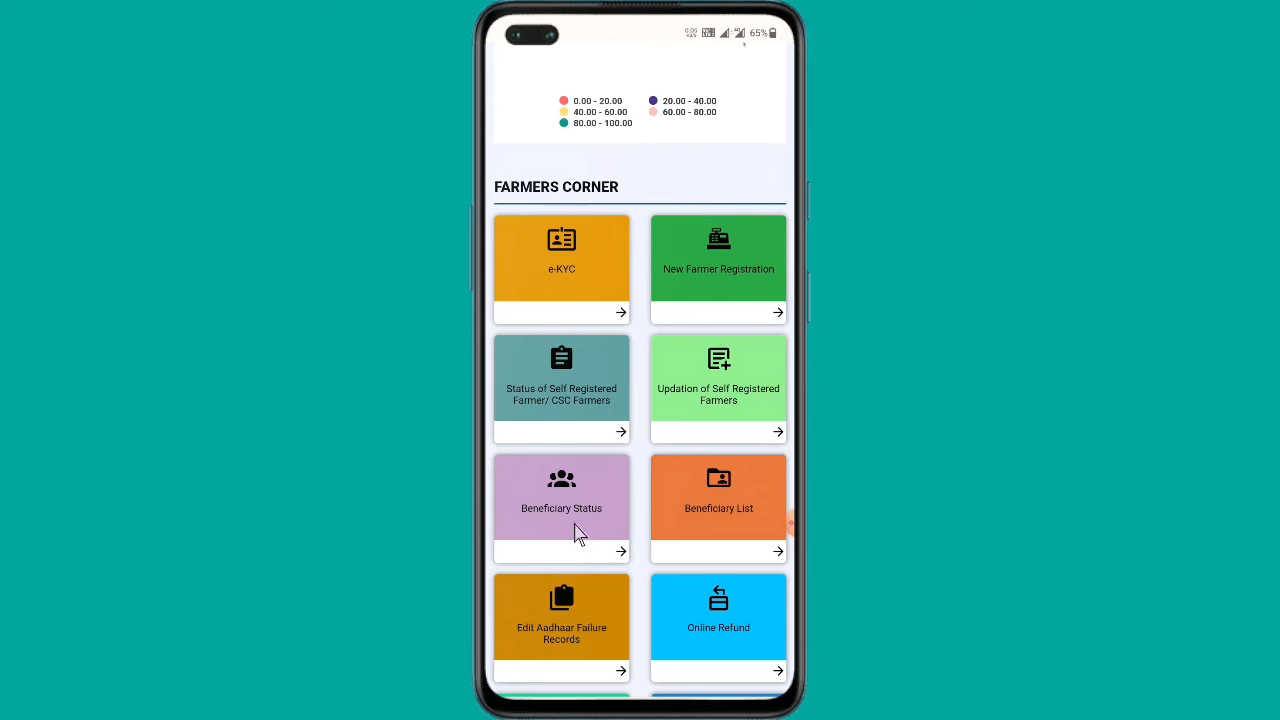 65%
0.00 - 20.00
20.00 - 40.00
40.00 - 60.00
60.00 - 80.00
80.00 - 100.00
FARMERS CORNER
e-KYC
New Farmer Registration
Status of Self Registered
Farmer/ CSC Farmers
Updation of Self Registered
Farmers
Beneficiary Status
Beneficiary List
Edit Aadhaar Failure
Records
Online Refund